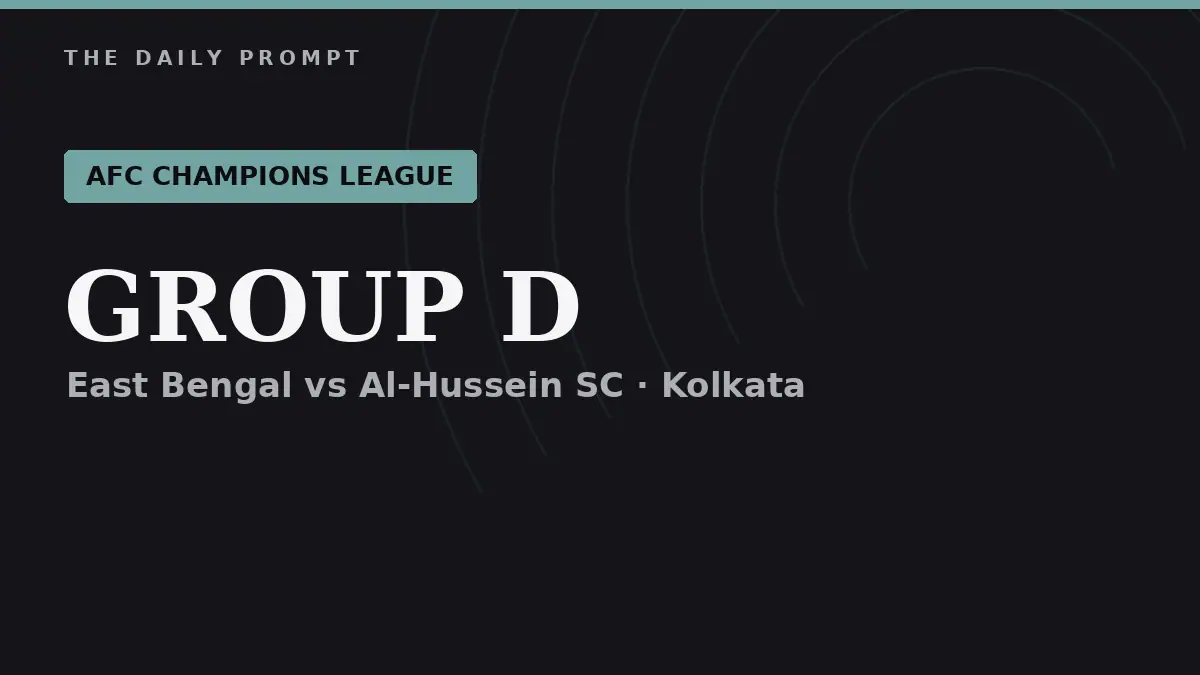 THE DAILY PROMPT
AFC CHAMPIONS LEAGUE
GROUP D
East Bengal vs Al-Hussein SC · Kolkata